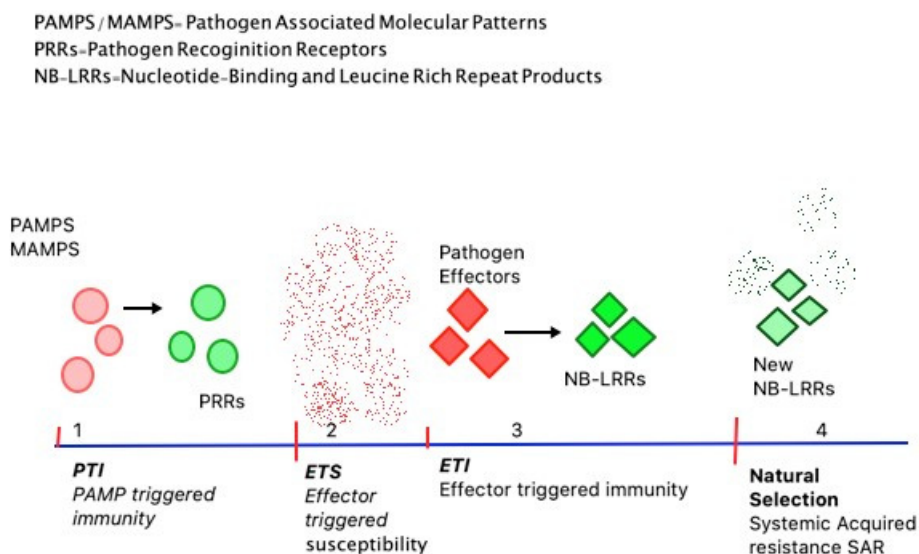 PAMPS/MAMPS=Pathogen Associated Molecular Patterns
PRRs=Pathogen Recoginition Receptors
NB-LRRs=Nucleotide-Binding and Leucine Rich Repeat Products
PAMPS
MAMPS
PRRs
Pathogen
Effectors
NB-LRRs
New
NB-LRRs
1
2
3
4
PTI
PAMP triggered
immunity
ETS
Effector
triggered
susceptibility
ETI
Effector triggered immunity
Natural
Selection
Systemic Acquired
resistance SAR